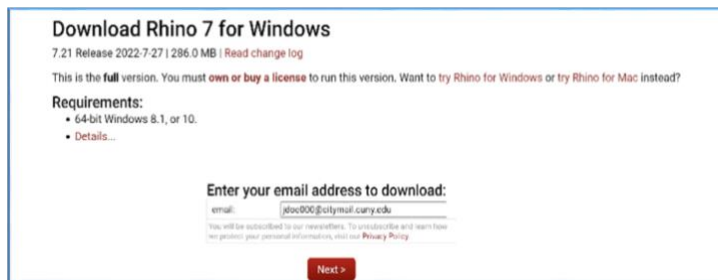 Download Rhino 7 for Windows
7.21 Release 2022-7-27 | 286.0 MB | Read change log
This is the full version. You must own or buy a license to run this version. Want to try Rhino for Windows or try Rhino for Mac instead?
Requirements:
• 64-bit Windows 8.1, or 10.
• Details...
Enter your email address to download:
email: jdoe000@citymail.cuny.edu
You will be subscribed to our newsletters. To unsubscribe and learn how
we protect your personal information, visit our Privacy Policy.
Next >